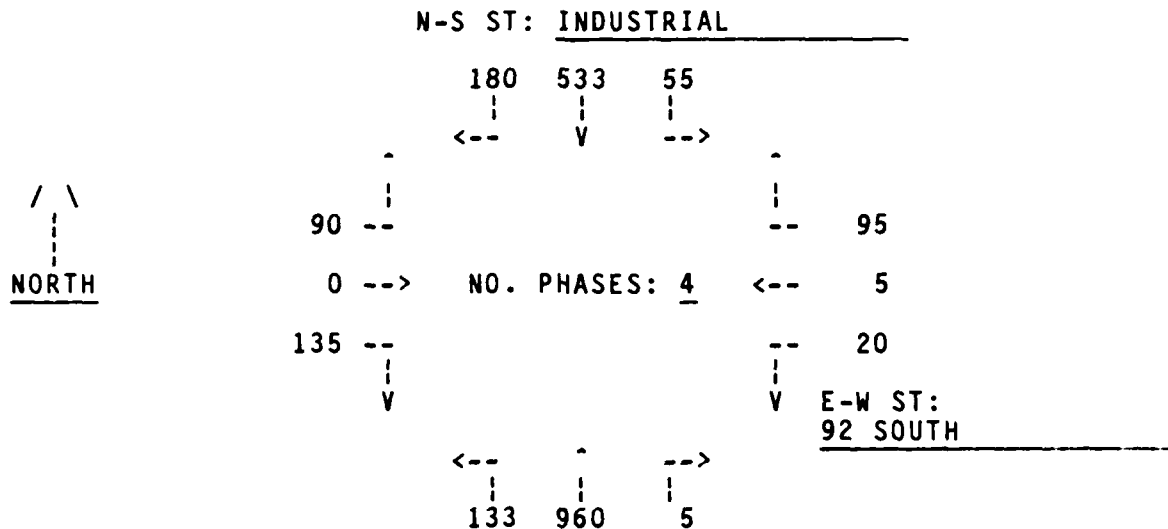 N-S ST: INDUSTRIAL
180 533 55
<-- V -->
/ \
90 -- -- 95
NORTH 0 --> NO. PHASES: 4 <-- 5
135 -- -- 20
V V E-W ST:
92 SOUTH
<-- ^ -->
133 960 5